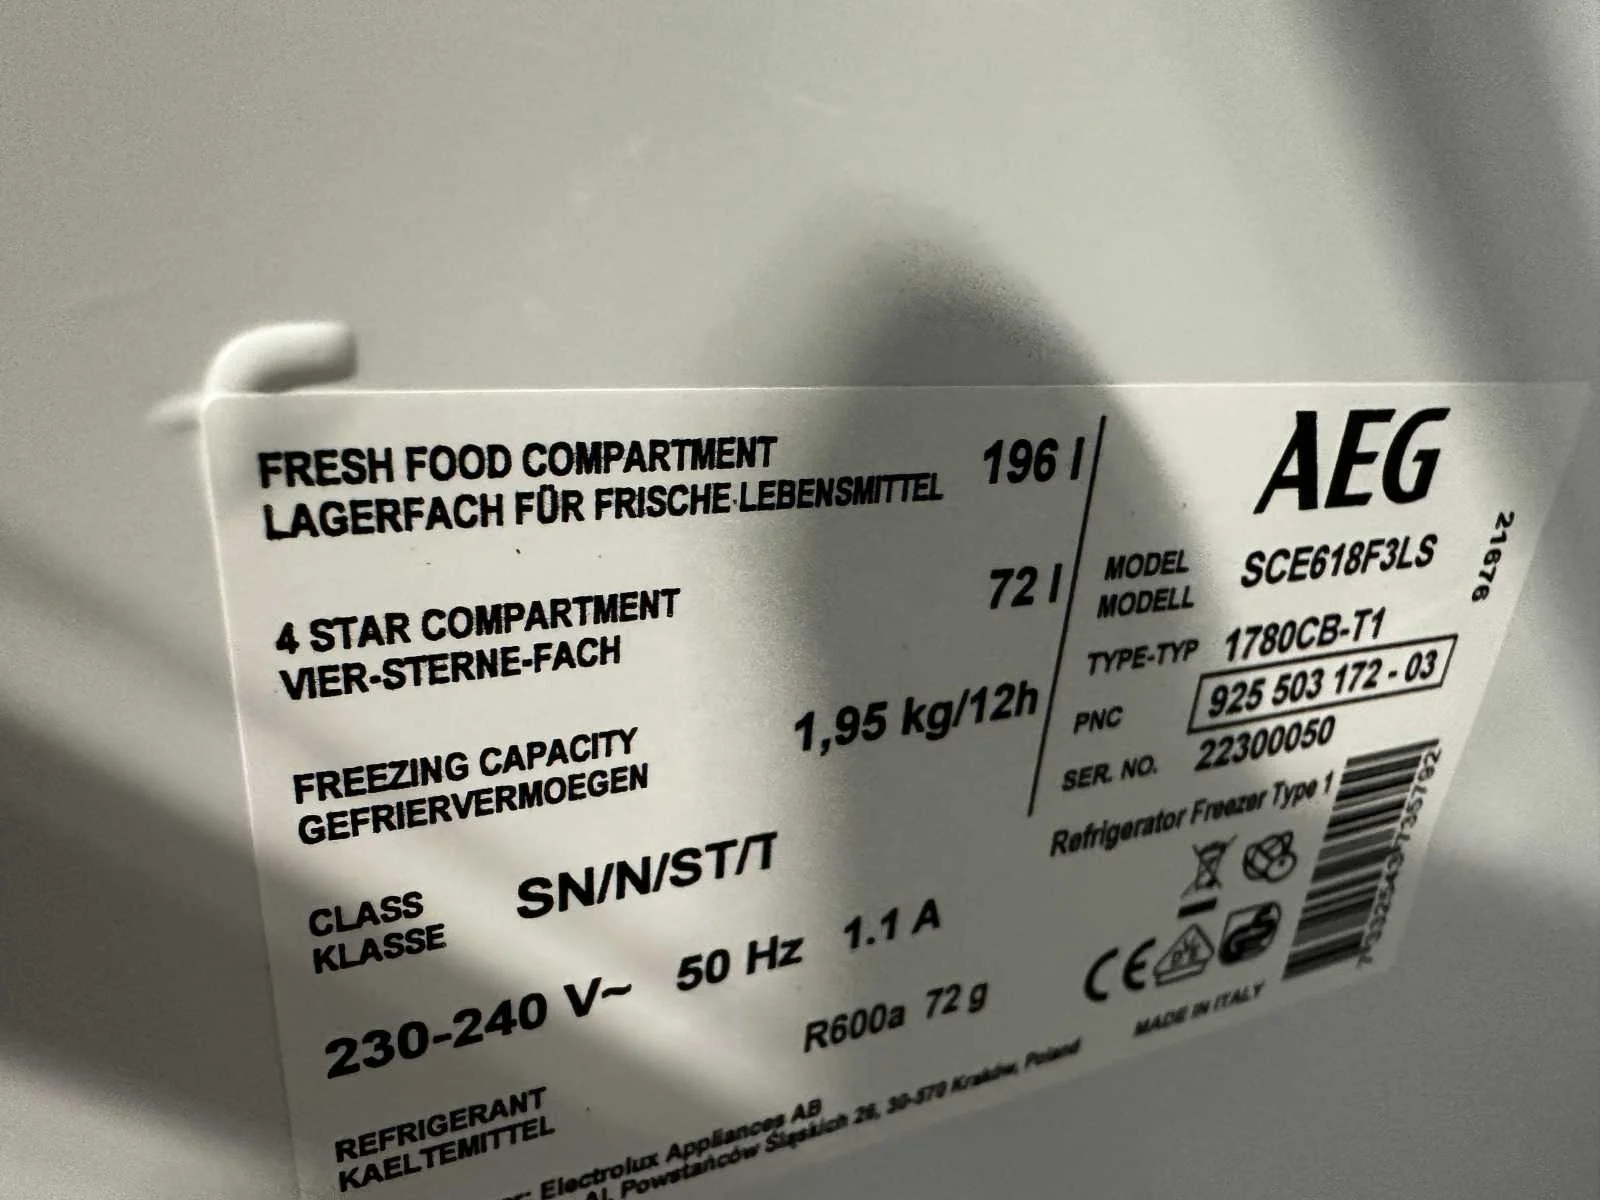 FRESH FOOD COMPARTMENT 196 l
LAGERFACH FÜR FRISCHE LEBENSMITTEL
4 STAR COMPARTMENT 72 l
VIER-STERNE-FACH
FREEZING CAPACITY 1,95 kg/12h
GEFRIERVERMOEGEN
CLASS SN/N/ST/T
KLASSE
230-240 V~ 50 Hz 1.1 A
REFRIGERANT R600a 72 g
KAELTEMITTEL
Electrolux Appliances AB
Al. Powstańców Śląskich 26, 30-570 Kraków, Poland
AEG
21676
MODEL SCE618F3LS
MODELL
TYPE-TYP 1780CB-T1
PNC 925 503 172 - 03
SER. NO. 22300050
Refrigerator Freezer Type 1
CE
MADE IN ITALY